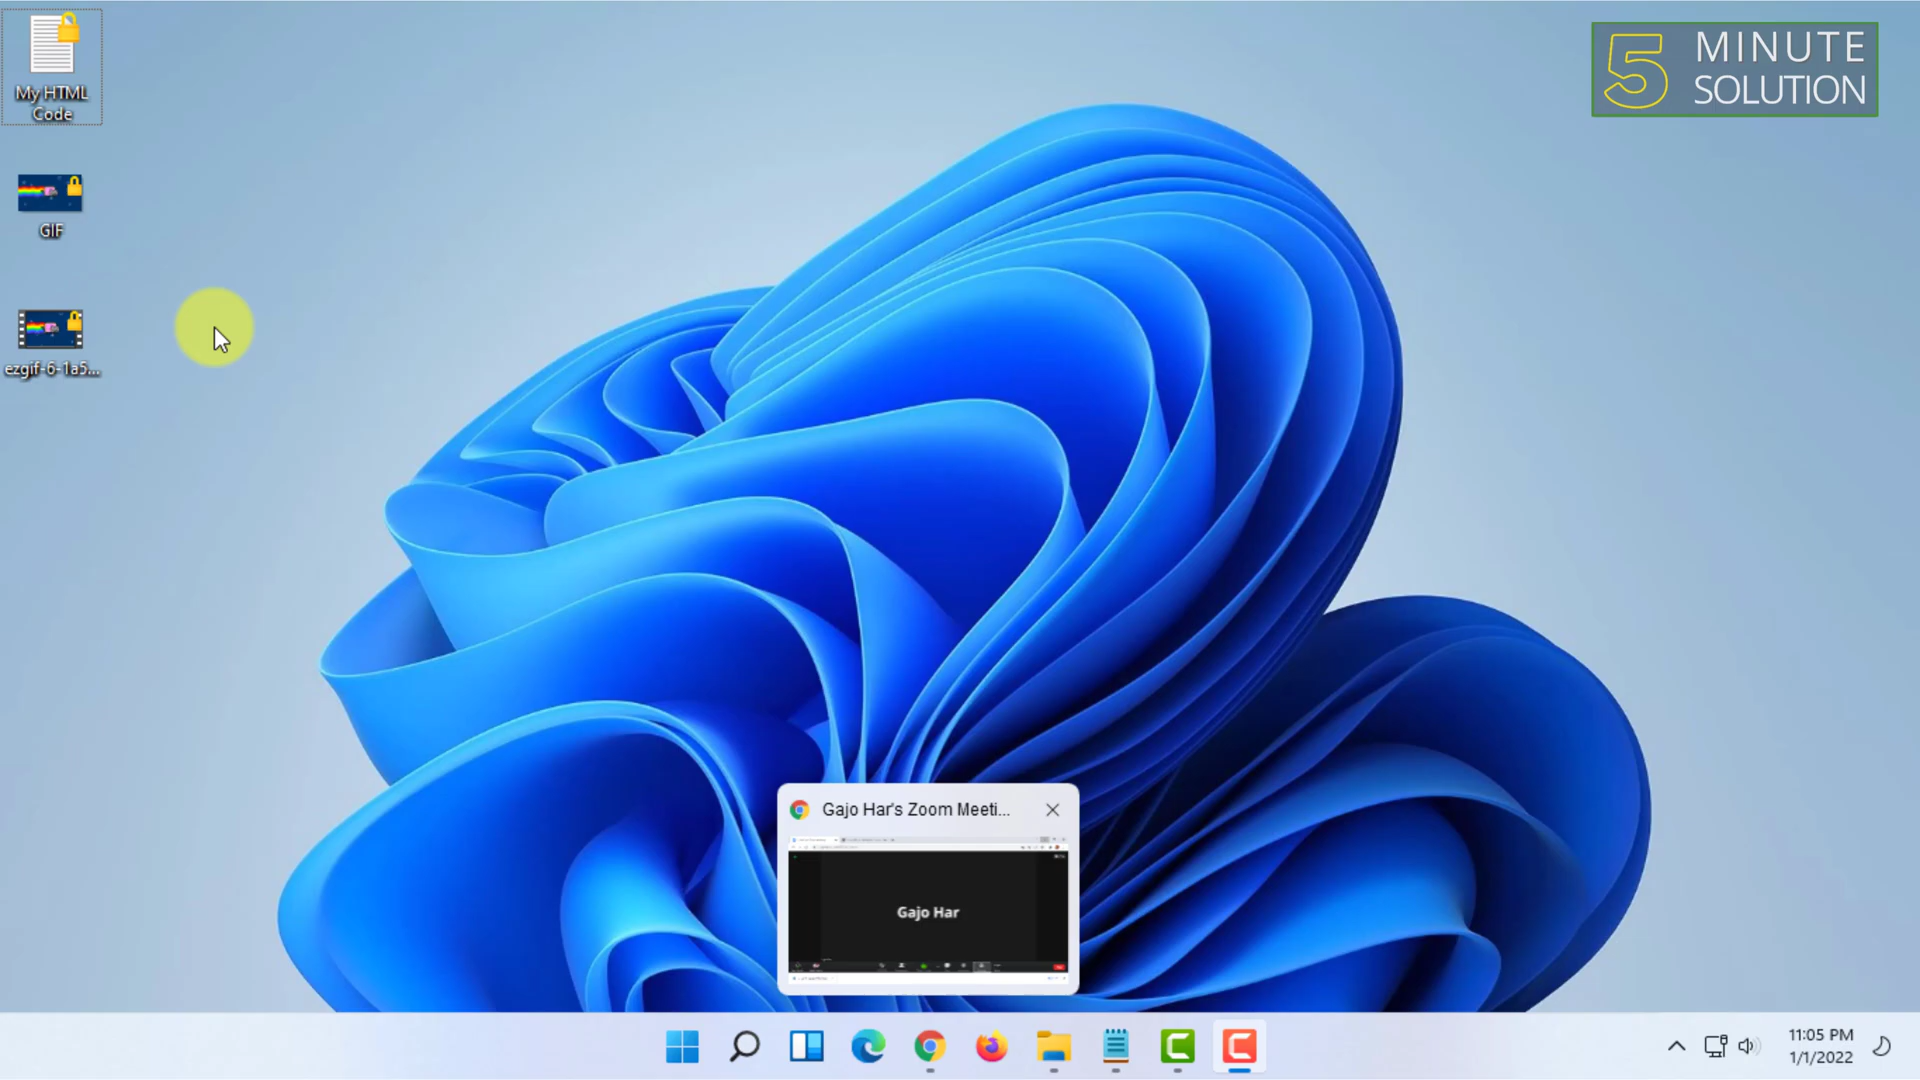 My HTML
Code
GIF
ezgif-6-1a5...
5 MINUTE
SOLUTION
Gajo Har's Zoom Meeti...
Gajo Har
11:05 PM
1/1/2022